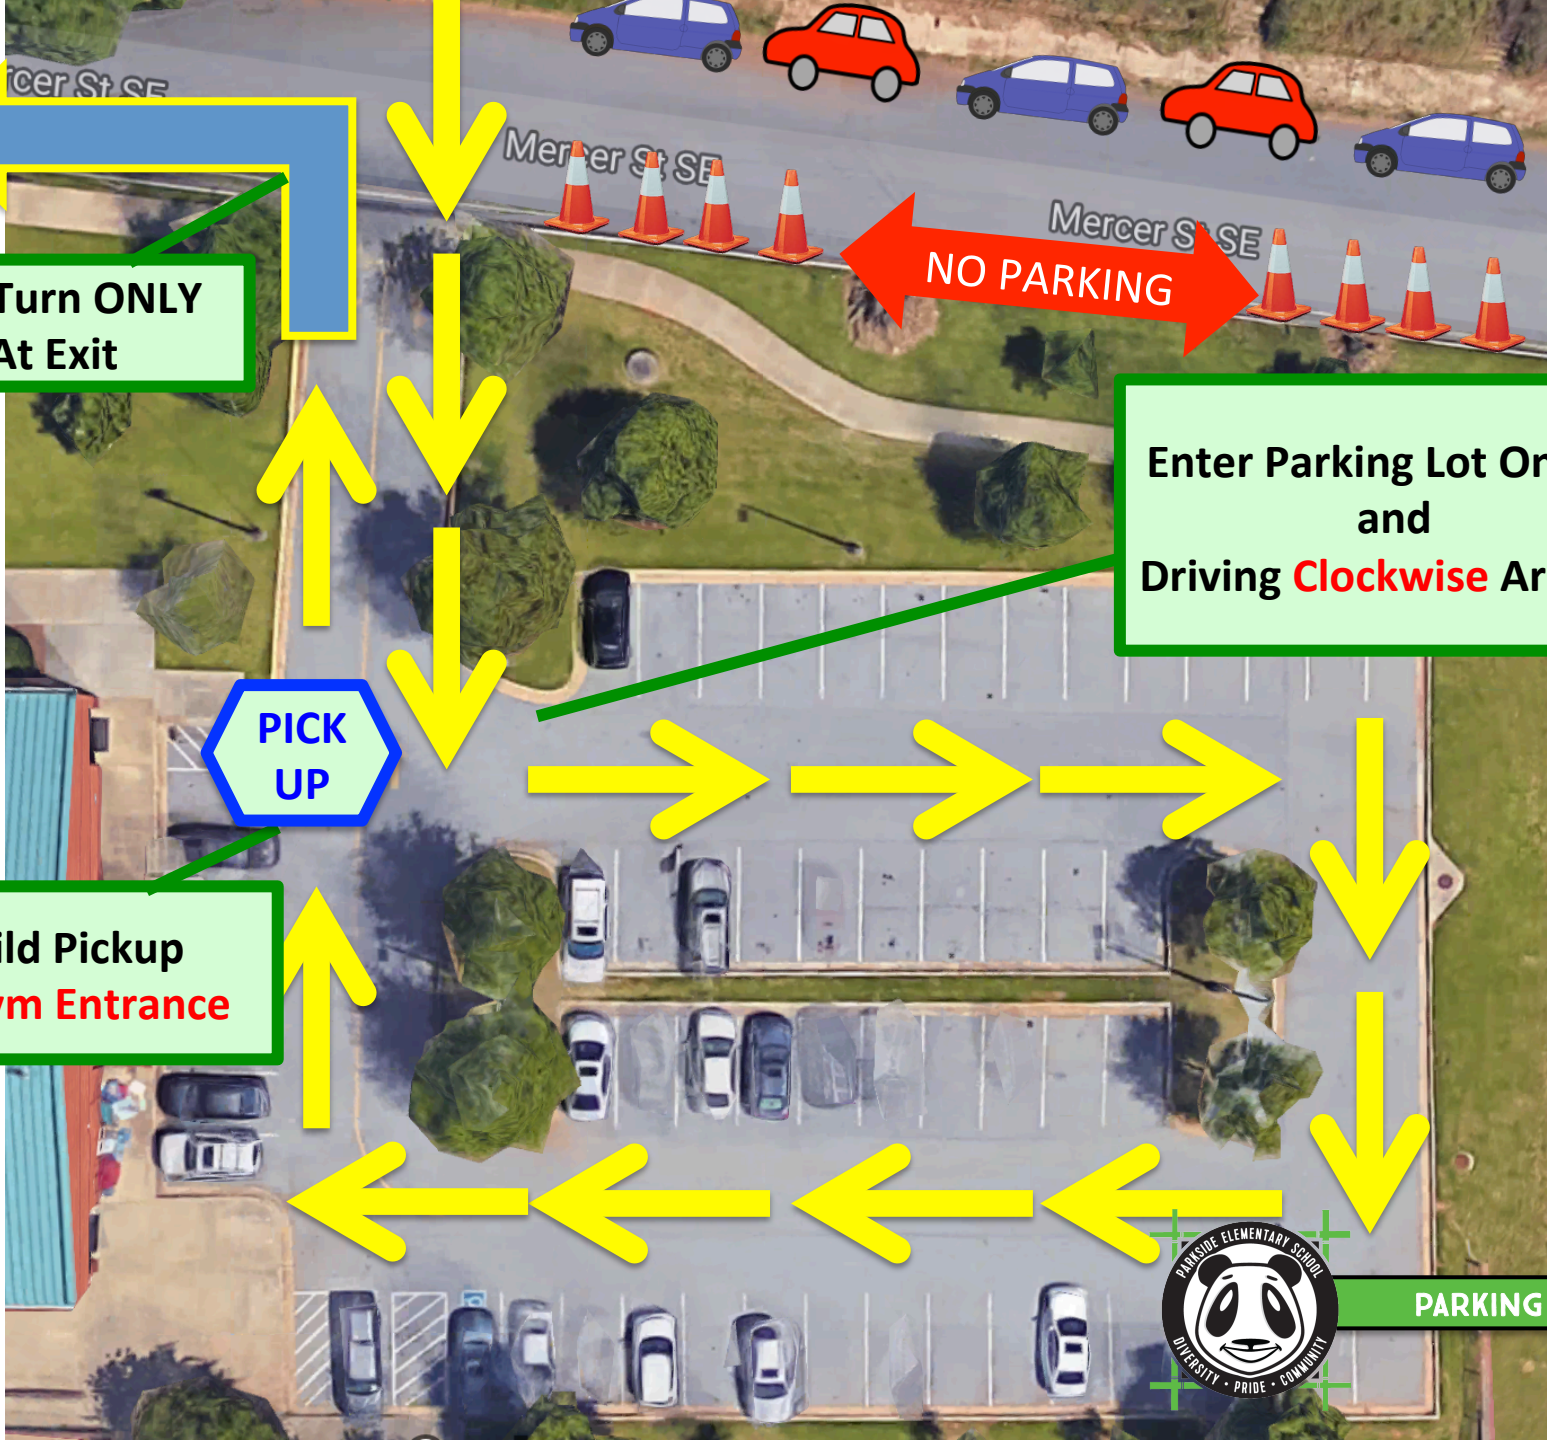 rcer St SE
Mercer St SE
Mercer St SE
NO PARKING
Turn ONLY
At Exit
Enter Parking Lot On
and
Driving Clockwise Ar
PICK
UP
ild Pickup
ym Entrance
PARKSIDE ELEMENTARY SCHOOL
DIVERSITY • PRIDE • COMMUNITY
PARKING